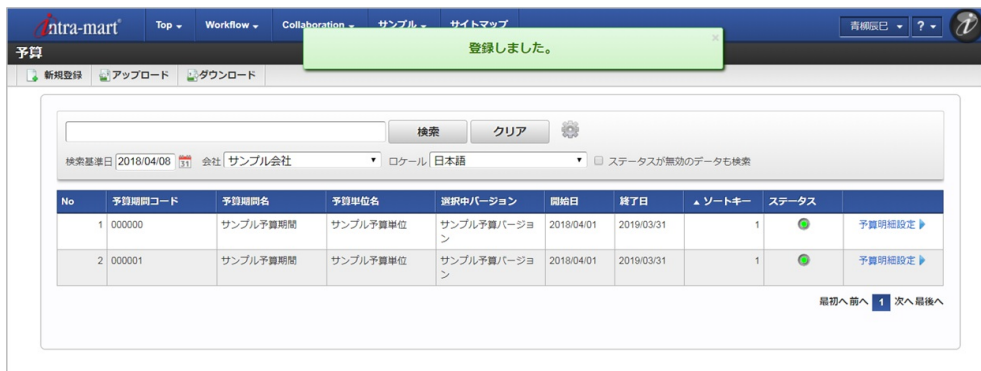 intra-mart Top Workflow Collaboration サンプル サイトマップ 青柳辰巳 ?
登録しました。
予算
新規登録 アップロード ダウンロード
検索 クリア
検索基準日 2018/04/08 31 会社 サンプル会社 ロケール 日本語 ステータスが無効のデータも検索
No 予算期間コード 予算期間名 予算単位名 選択中バージョン 開始日 終了日 ▲ ソートキー ステータス
1 000000 サンプル予算期間 サンプル予算単位 サンプル予算バージョン 2018/04/01 2019/03/31 1 予算明細設定
2 000001 サンプル予算期間 サンプル予算単位 サンプル予算バージョン 2018/04/01 2019/03/31 1 予算明細設定
最初へ 前へ 1 次へ 最後へ